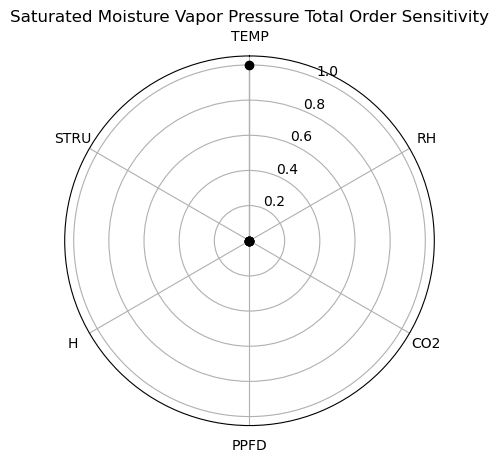 Saturated Moisture Vapor Pressure Total Order Sensitivity
TEMP
1.0
0.8
STRU
RH
0.6
0.4
0.2
H
CO2
PPFD